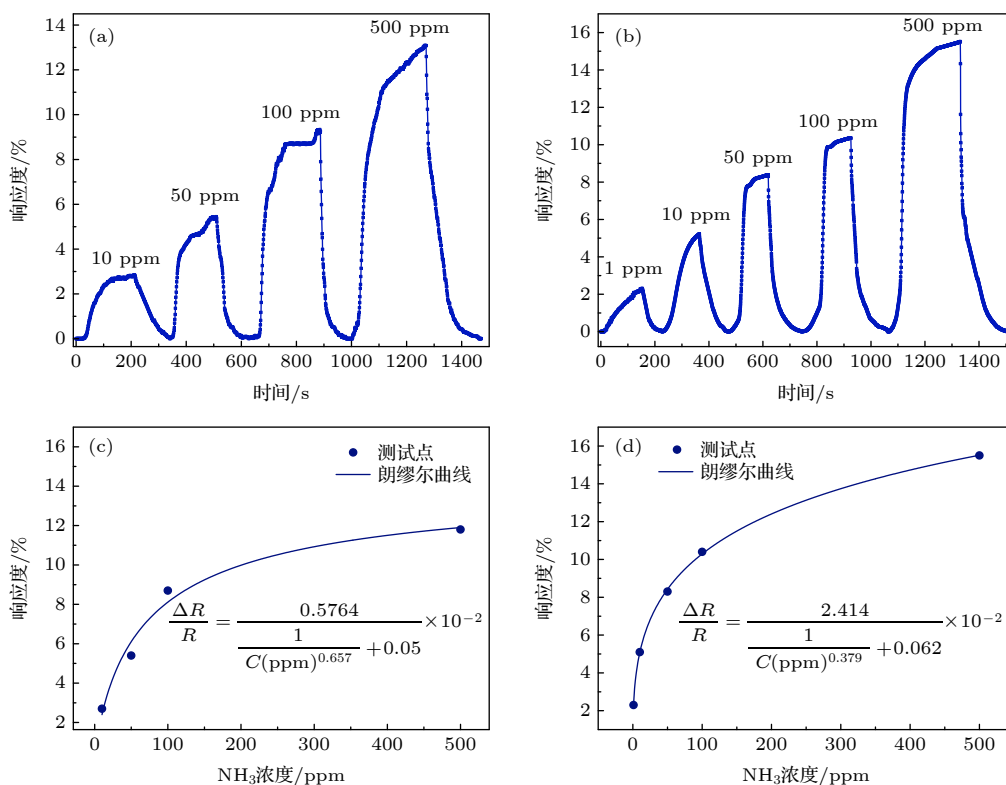 (a)
14
12
10
8
6
4
2
0
响应度/%
10 ppm
50 ppm
100 ppm
500 ppm
0 200 400 600 800 1000 1200 1400
时间/s
(b)
16
14
12
10
8
6
4
2
0
响应度/%
1 ppm
10 ppm
50 ppm
100 ppm
500 ppm
0 200 400 600 800 1000 1200 1400
时间/s
(c)
16
14
12
10
8
6
4
2
响应度/%
测试点
朗缪尔曲线
ΔR/R = 0.5764/(1/C(ppm)^0.657 + 0.05) ×10^-2
0 100 200 300 400 500
NH₃浓度/ppm
(d)
16
14
12
10
8
6
4
2
响应度/%
测试点
朗缪尔曲线
ΔR/R = 2.414/(1/C(ppm)^0.379 + 0.062) ×10^-2
0 100 200 300 400 500
NH₃浓度/ppm